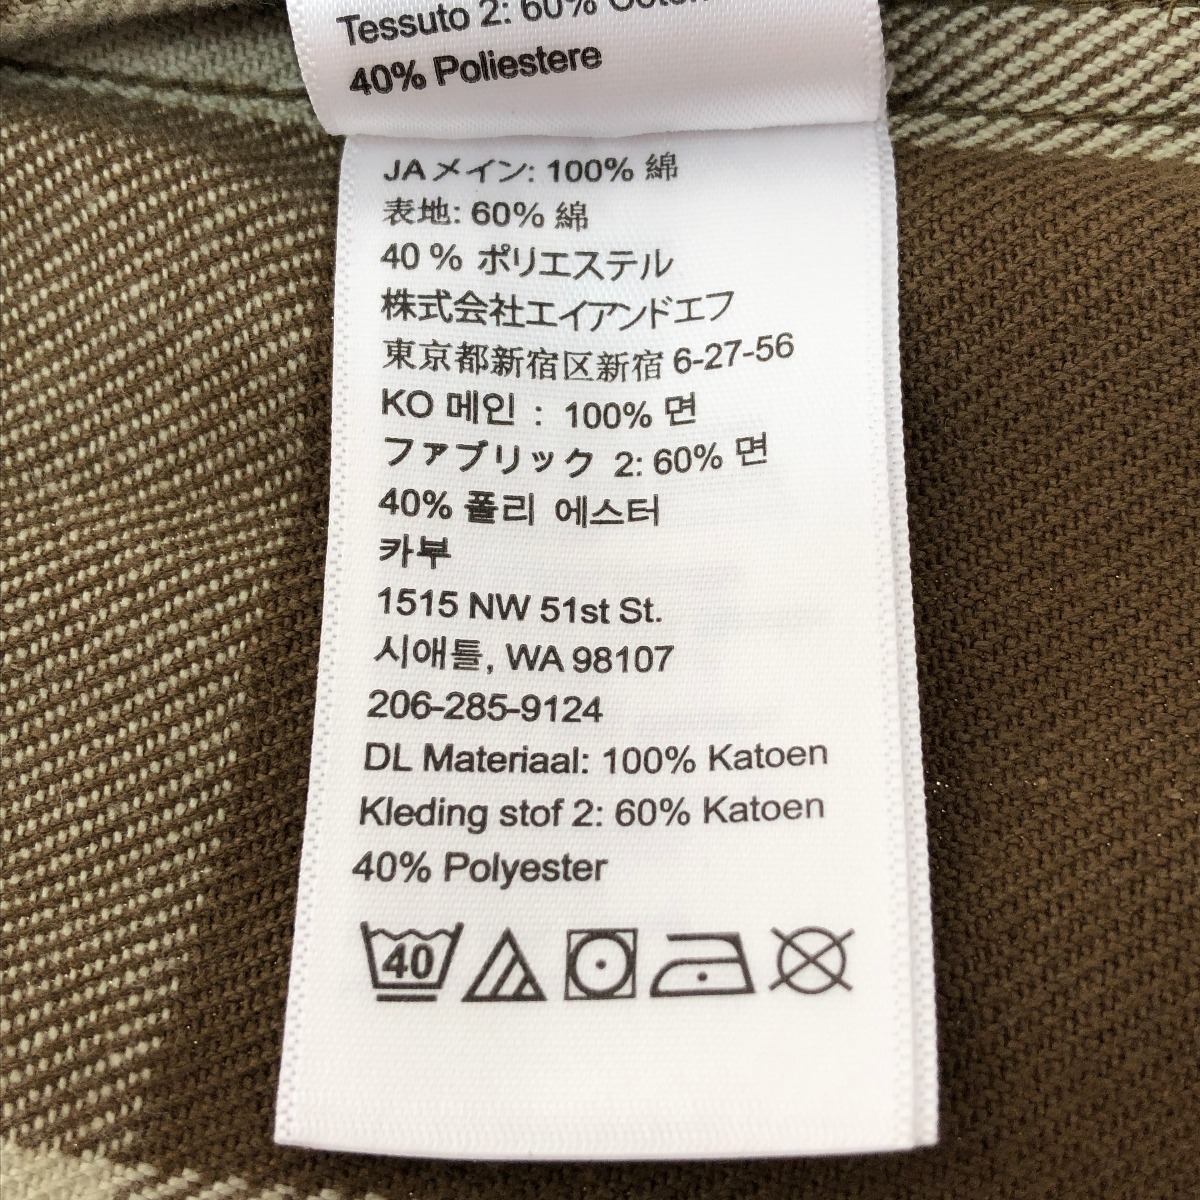 Tessuto 2: 60%
40% Poliestere
JA メイン: 100% 綿
表地: 60% 綿
40 % ポリエステル
株式会社エイアンドエフ
東京都新宿区新宿 6-27-56
KO 메인 : 100% 면
ファブリック 2: 60% 면
40% 폴리 에스터
카부
1515 NW 51st St.
시애틀, WA 98107
206-285-9124
DL Materiaal: 100% Katoen
Kleding stof 2: 60% Katoen
40% Polyester
40